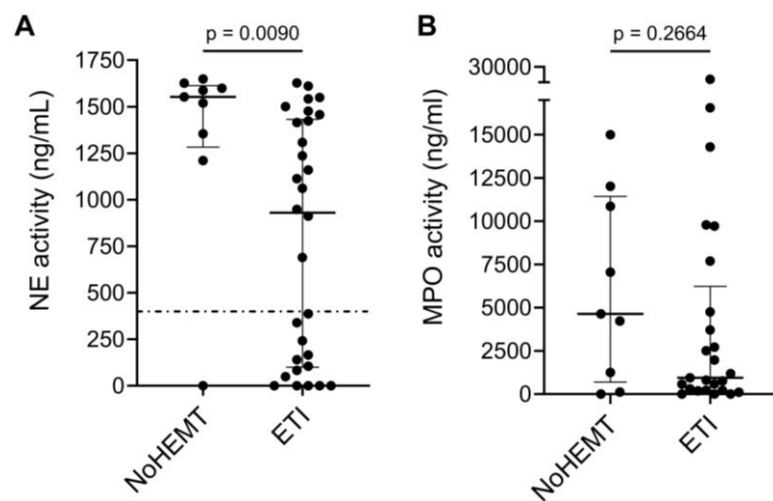 A
p = 0.0090
NE activity (ng/mL)
1750
1500
1250
1000
750
500
250
0
NoHEMT
ETI
B
p = 0.2664
MPO activity (ng/ml)
30000
15000
12500
10000
7500
5000
2500
0
NoHEMT
ETI